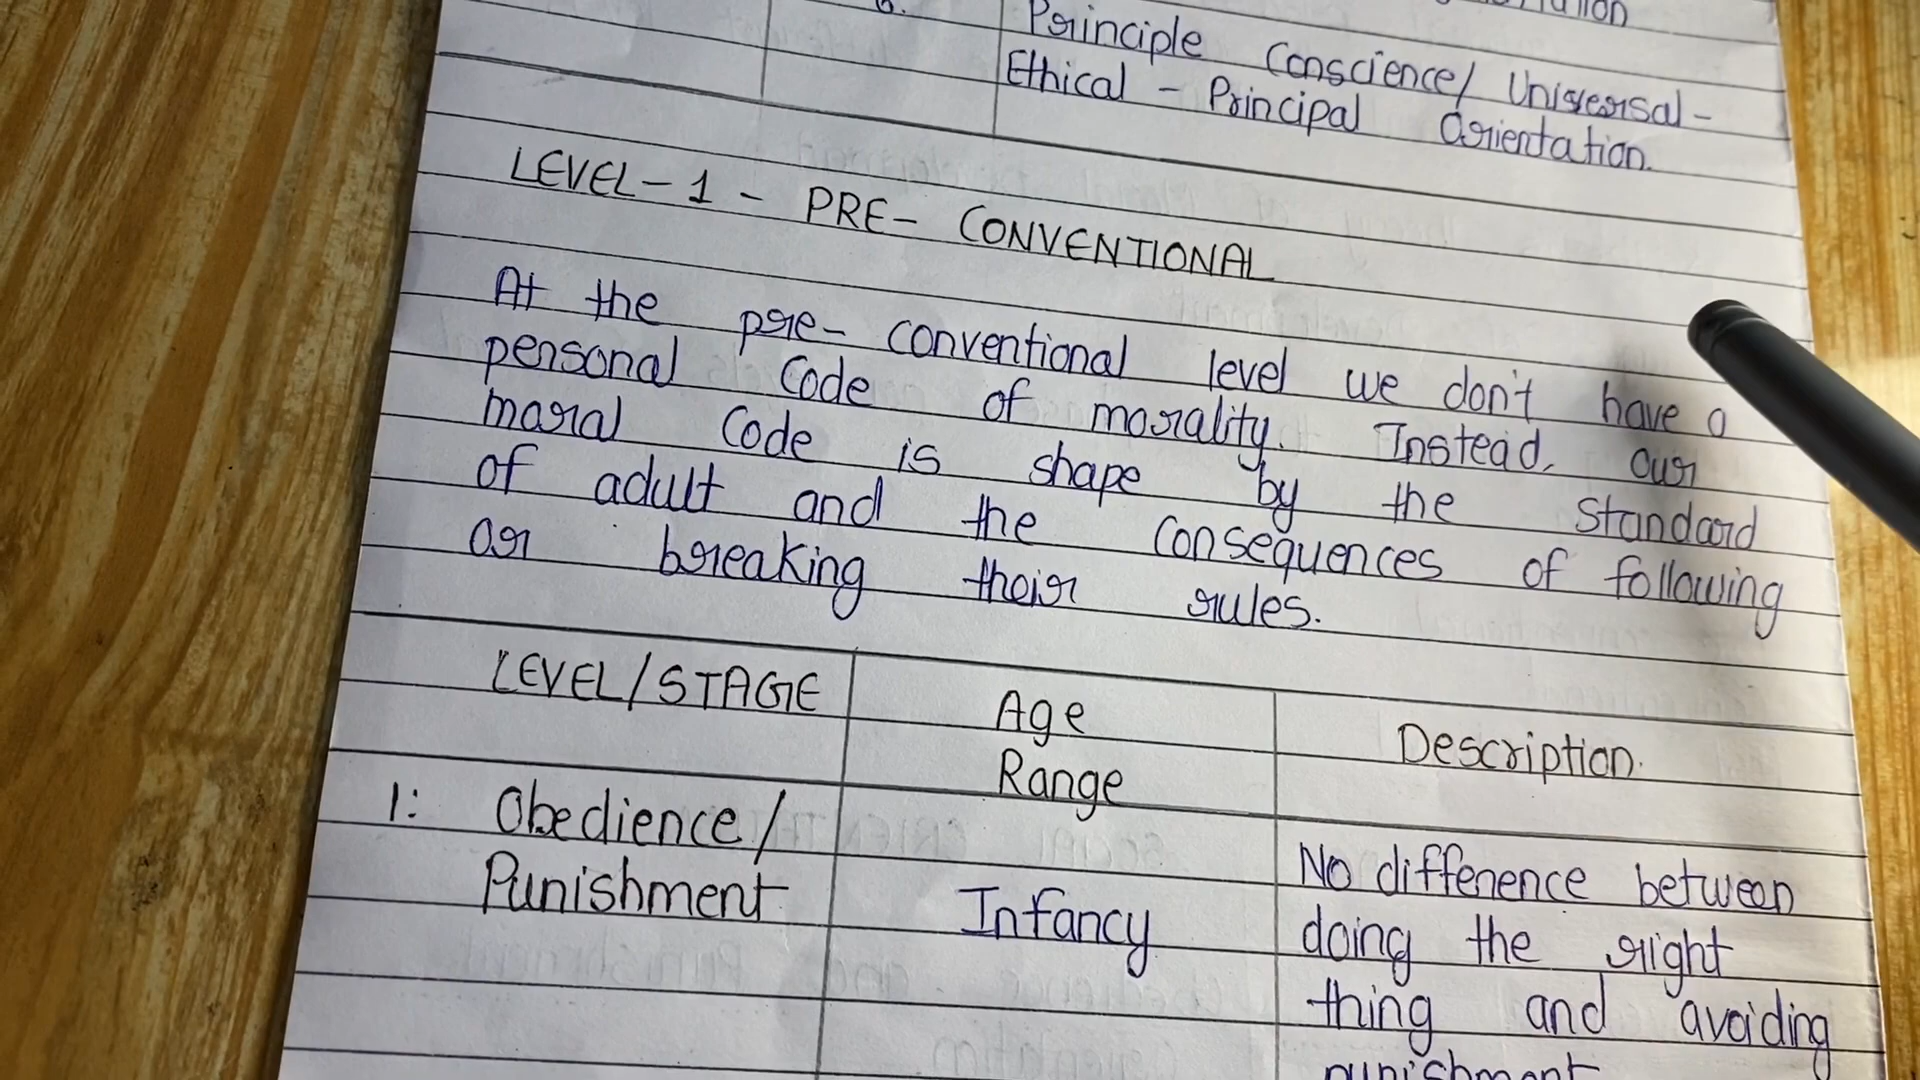 6.
Principle Conscience/ Universal -
Ethical - Principal Orientation.
LEVEL-1 - PRE- CONVENTIONAL
At the pre- conventional level we don't have a
personal code of morality. Instead, our
moral code is shape by the standard
of adult and the consequences of following
or breaking their rules.
LEVEL/STAGE Age Range Description.
1: Obedience/
Punishment
Infancy
No difference between
doing the right
thing and avoiding
punishment